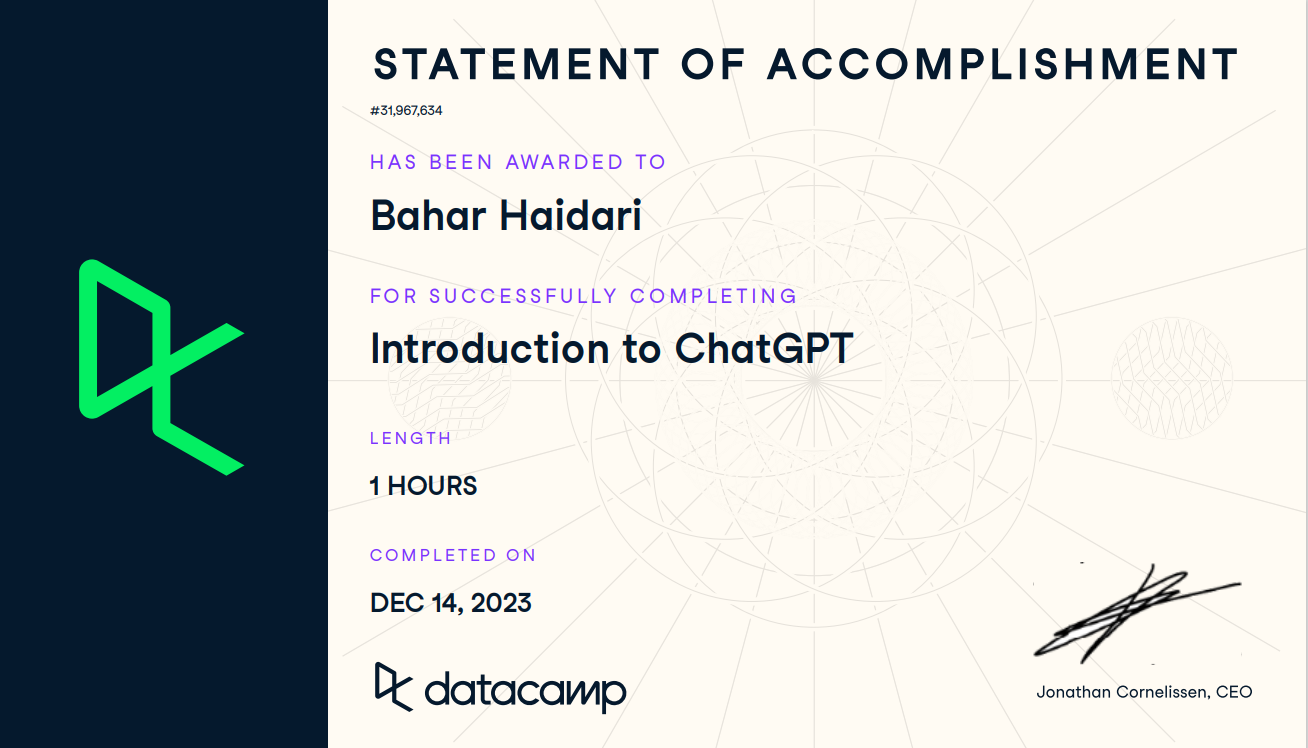 STATEMENT OF ACCOMPLISHMENT
#31,967,634
HAS BEEN AWARDED TO
Bahar Haidari
FOR SUCCESSFULLY COMPLETING
Introduction to ChatGPT
LENGTH
1 HOURS
COMPLETED ON
DEC 14, 2023
datacamp
Jonathan Cornelissen, CEO